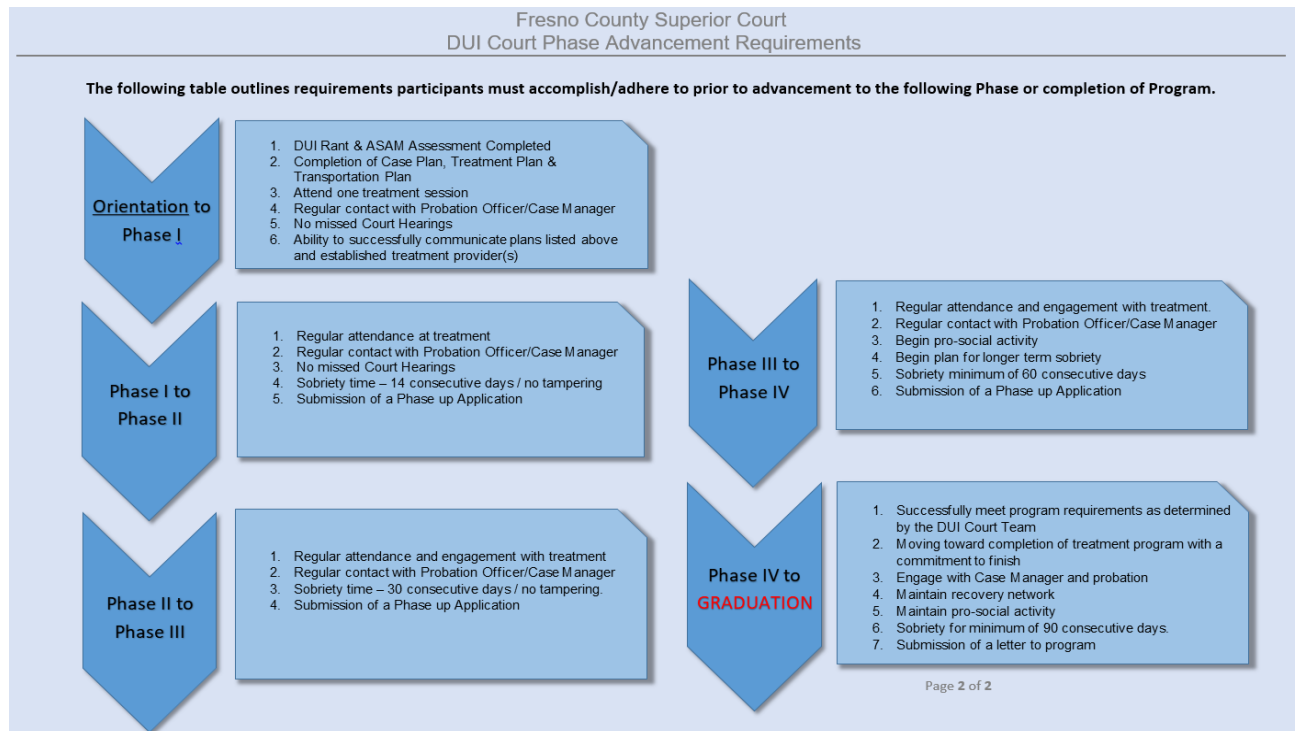 Fresno County Superior Court
DUI Court Phase Advancement Requirements
The following table outlines requirements participants must accomplish/adhere to prior to advancement to the following Phase or completion of Program.
Orientation to
Phase I
1. DUI Rant & ASAM Assessment Completed
2. Completion of Case Plan, Treatment Plan &
Transportation Plan
3. Attend one treatment session
4. Regular contact with Probation Officer/Case Manager
5. No missed Court Hearings
6. Ability to successfully communicate plans listed above
and established treatment provider(s)
Phase I to
Phase II
1. Regular attendance at treatment
2. Regular contact with Probation Officer/Case Manager
3. No missed Court Hearings
4. Sobriety time – 14 consecutive days / no tampering
5. Submission of a Phase up Application
Phase II to
Phase III
1. Regular attendance and engagement with treatment
2. Regular contact with Probation Officer/Case Manager
3. Sobriety time – 30 consecutive days / no tampering.
4. Submission of a Phase up Application
Phase III to
Phase IV
1. Regular attendance and engagement with treatment.
2. Regular contact with Probation Officer/Case Manager
3. Begin pro-social activity
4. Begin plan for longer term sobriety
5. Sobriety minimum of 60 consecutive days
6. Submission of a Phase up Application
Phase IV to
GRADUATION
1. Successfully meet program requirements as determined
by the DUI Court Team
2. Moving toward completion of treatment program with a
commitment to finish
3. Engage with Case Manager and probation
4. Maintain recovery network
5. Maintain pro-social activity
6. Sobriety for minimum of 90 consecutive days.
7. Submission of a letter to program
Page 2 of 2